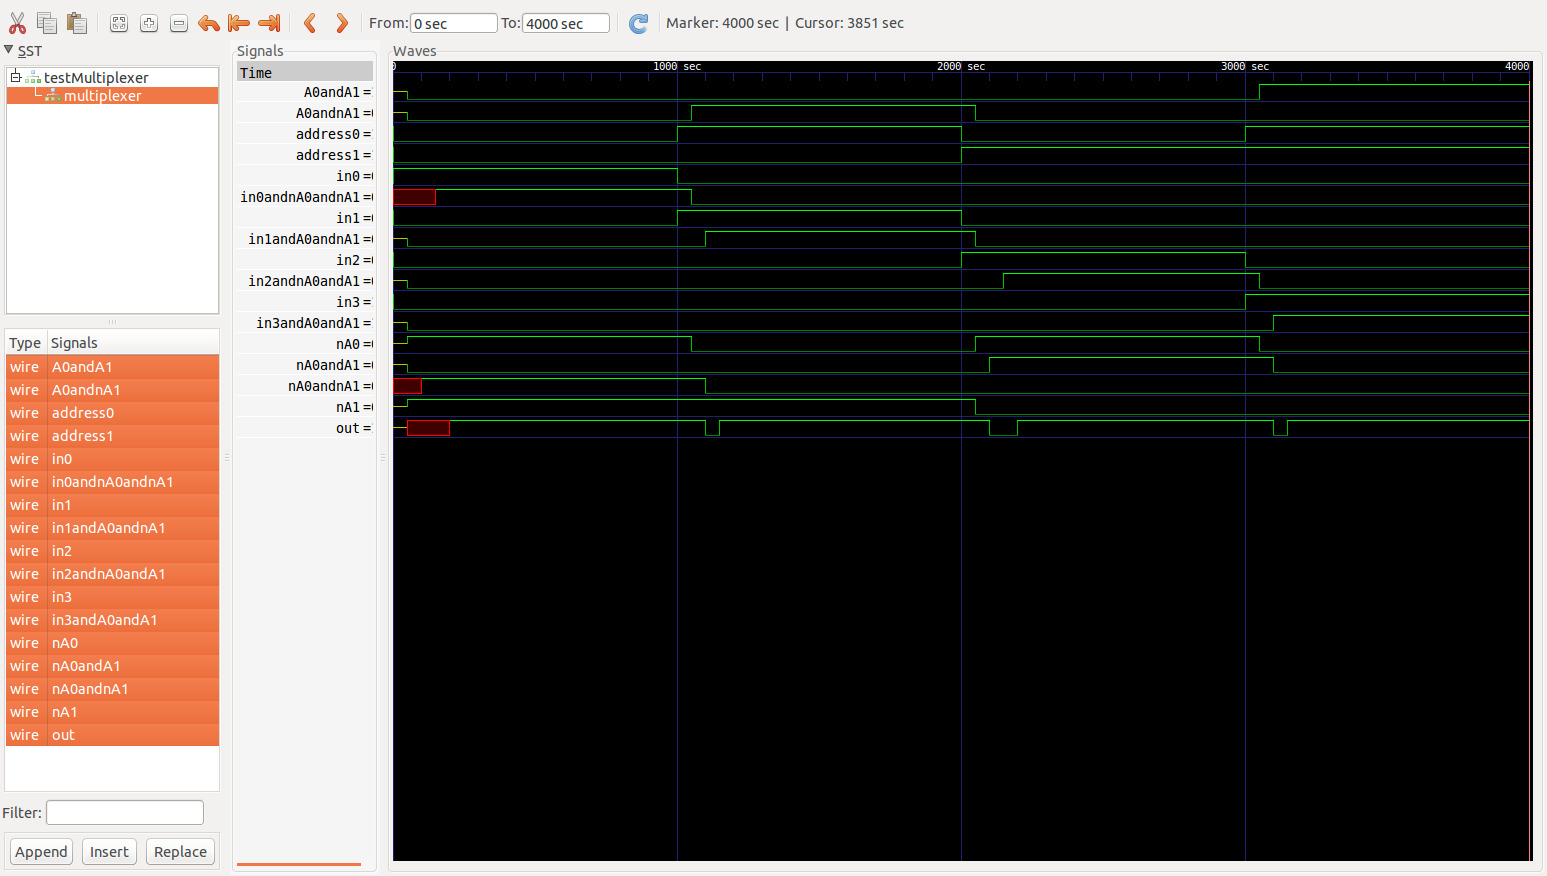 From: 0 sec To: 4000 sec Marker: 4000 sec | Cursor: 3851 sec
SST
testMultiplexer
multiplexer
Type Signals
wire A0andA1
wire A0andnA1
wire address0
wire address1
wire in0
wire in0andnA0andnA1
wire in1
wire in1andA0andnA1
wire in2
wire in2andnA0andA1
wire in3
wire in3andA0andA1
wire nA0
wire nA0andA1
wire nA0andnA1
wire nA1
wire out
Filter:
Append Insert Replace
Signals
Time
A0andA1 =
A0andnA1 =
address0 =
address1 =
in0 =
in0andnA0andnA1 =
in1 =
in1andA0andnA1 =
in2 =
in2andnA0andA1 =
in3 =
in3andA0andA1 =
nA0 =
nA0andA1 =
nA0andnA1 =
nA1 =
out =
Waves
0 1000 sec 2000 sec 3000 sec 4000